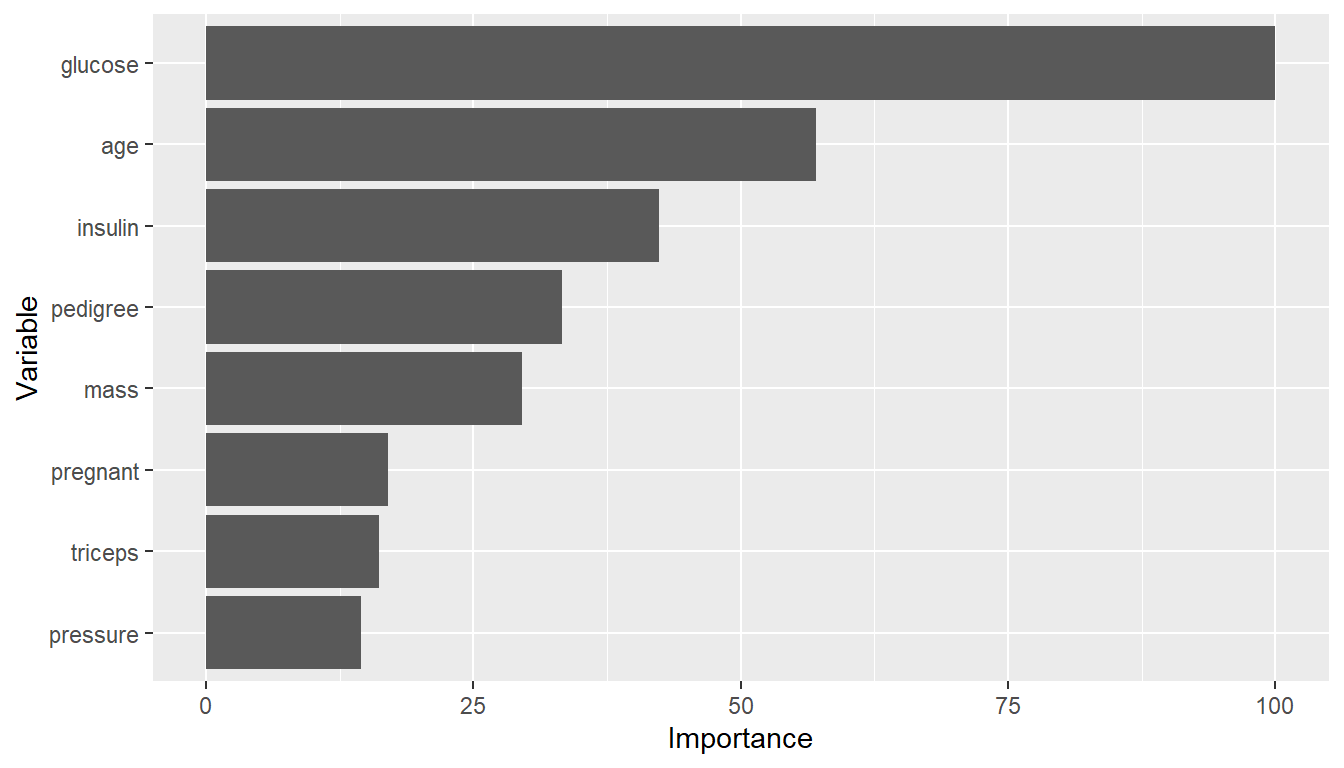 glucose
age
insulin
pedigree
mass
pregnant
triceps
pressure
Variable
0 25 50 75 100
Importance